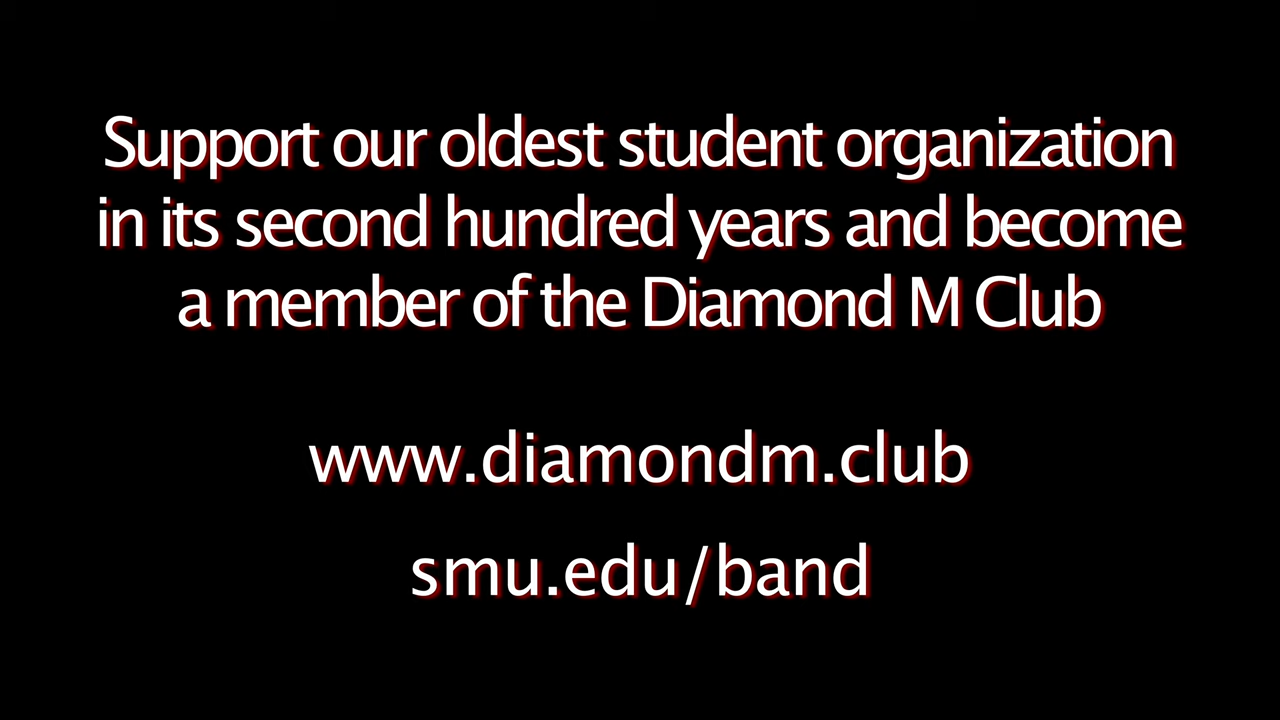 Support our oldest student organization
in its second hundred years and become
a member of the Diamond M Club
www.diamondm.club
smu.edu/band